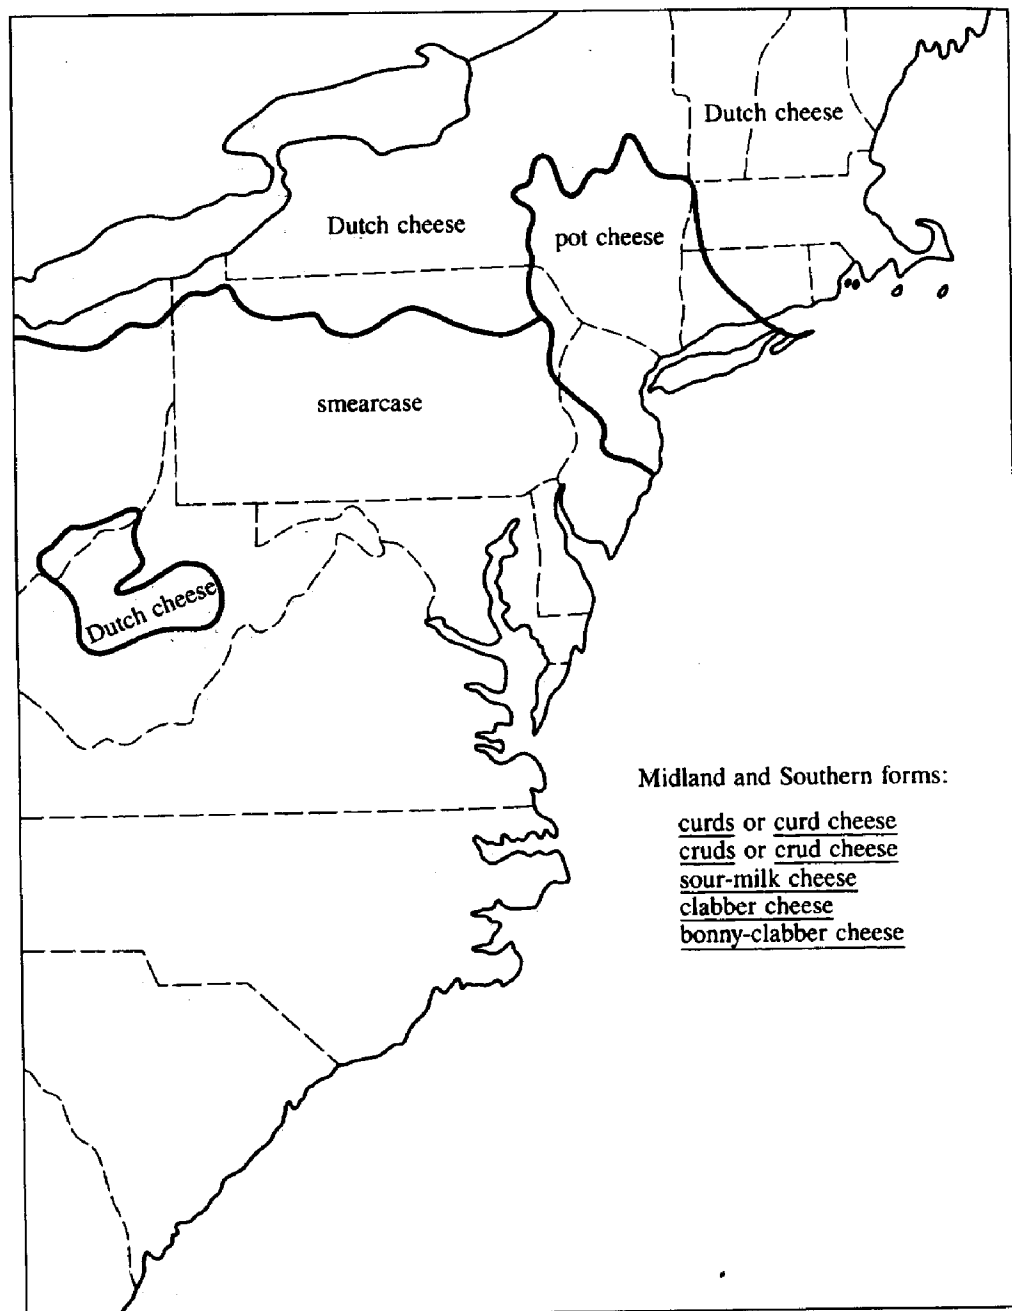 Dutch cheese
Dutch cheese
pot cheese
smearcase
Dutch cheese
Midland and Southern forms:
curds or curd cheese
cruds or crud cheese
sour-milk cheese
clabber cheese
bonny-clabber cheese